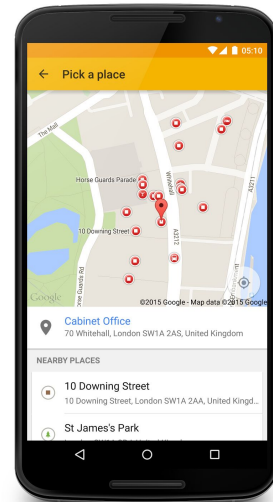 05:10
Pick a place
The Mall
Horse Guards Parade
Whitehall
A3211
10 Downing Street
A3212
Horse Guards Rd
Google
©2015 Google - Map data ©2015 Google
Cabinet Office
70 Whitehall, London SW1A 2AS, United Kingdom
NEARBY PLACES
10 Downing Street
10 Downing Street, London SW1A 2AA, United Kingd...
St James's Park